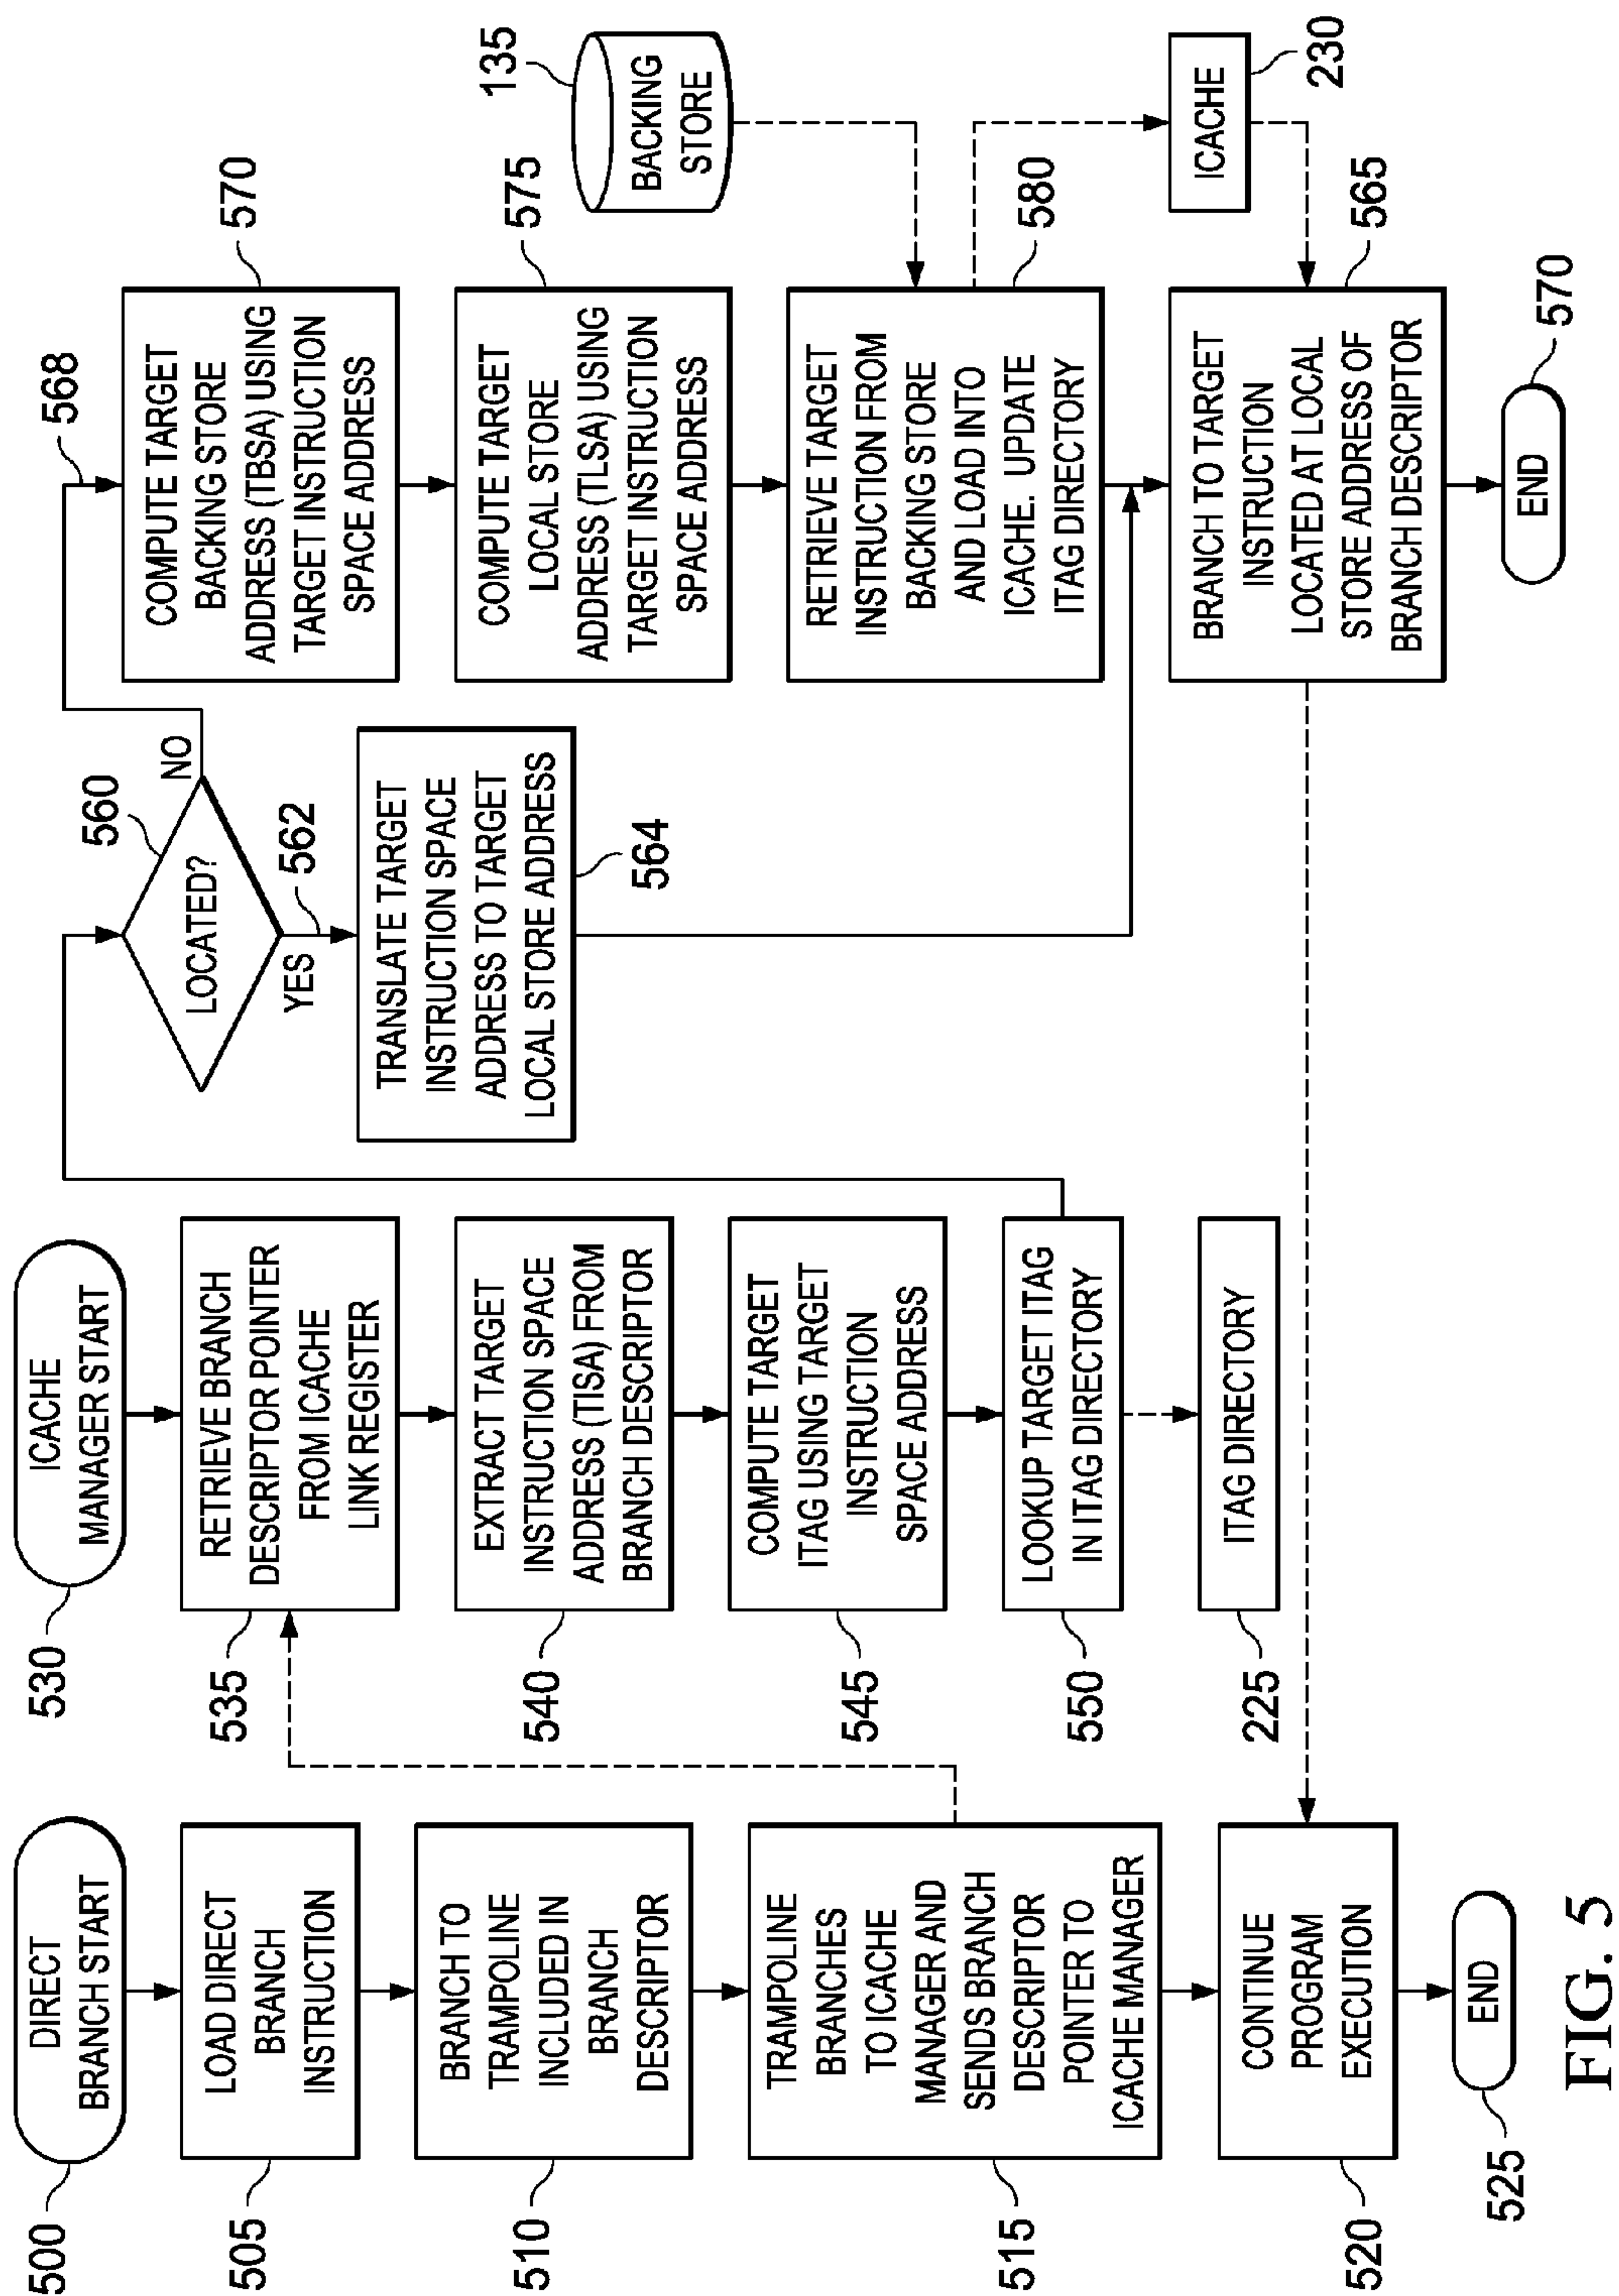 500
DIRECT
BRANCH START
505
LOAD DIRECT
BRANCH
INSTRUCTION
510
BRANCH TO
TRAMPOLINE
INCLUDED IN
BRANCH
DESCRIPTOR
515
TRAMPOLINE
BRANCHES
TO ICACHE
MANAGER AND
SENDS BRANCH
DESCRIPTOR
POINTER TO
ICACHE MANAGER
520
CONTINUE
PROGRAM
EXECUTION
525
END
530
ICACHE
MANAGER START
535
RETRIEVE BRANCH
DESCRIPTOR POINTER
FROM ICACHE
LINK REGISTER
540
EXTRACT TARGET
INSTRUCTION SPACE
ADDRESS (TISA) FROM
BRANCH DESCRIPTOR
545
COMPUTE TARGET
ITAG USING TARGET
INSTRUCTION
SPACE ADDRESS
550
LOOKUP TARGET ITAG
IN ITAG DIRECTORY
225
ITAG DIRECTORY
560
LOCATED?
NO
YES
562
TRANSLATE TARGET
INSTRUCTION SPACE
ADDRESS TO TARGET
LOCAL STORE ADDRESS
564
568
570
COMPUTE TARGET
BACKING STORE
ADDRESS (TBSA) USING
TARGET INSTRUCTION
SPACE ADDRESS
575
COMPUTE TARGET
LOCAL STORE
ADDRESS (TLSA) USING
TARGET INSTRUCTION
SPACE ADDRESS
135
BACKING
STORE
580
RETRIEVE TARGET
INSTRUCTION FROM
BACKING STORE
AND LOAD INTO
ICACHE. UPDATE
ITAG DIRECTORY
ICACHE
230
565
BRANCH TO TARGET
INSTRUCTION
LOCATED AT LOCAL
STORE ADDRESS OF
BRANCH DESCRIPTOR
570
END
FIG. 5